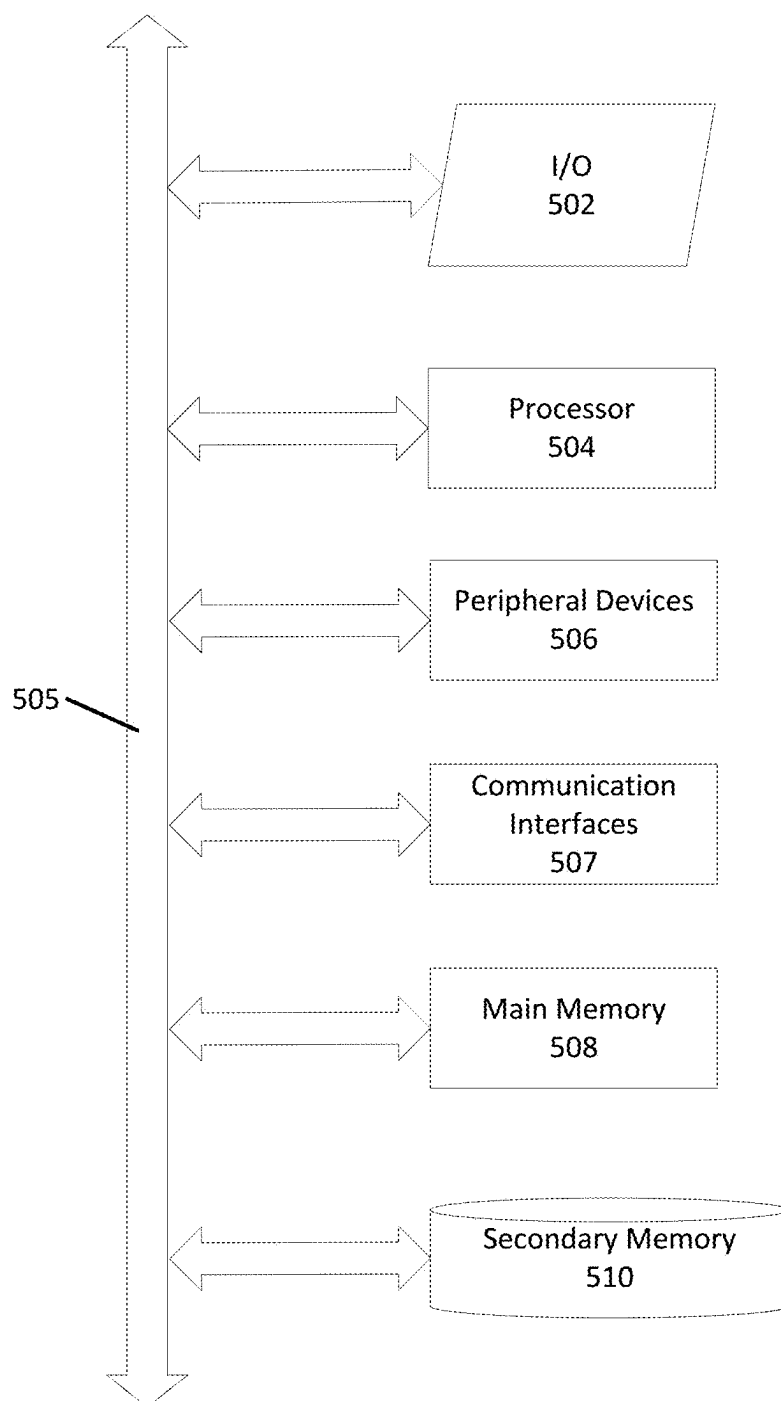 I/O
502
Processor
504
Peripheral Devices
506
505
Communication
Interfaces
507
Main Memory
508
Secondary Memory
510